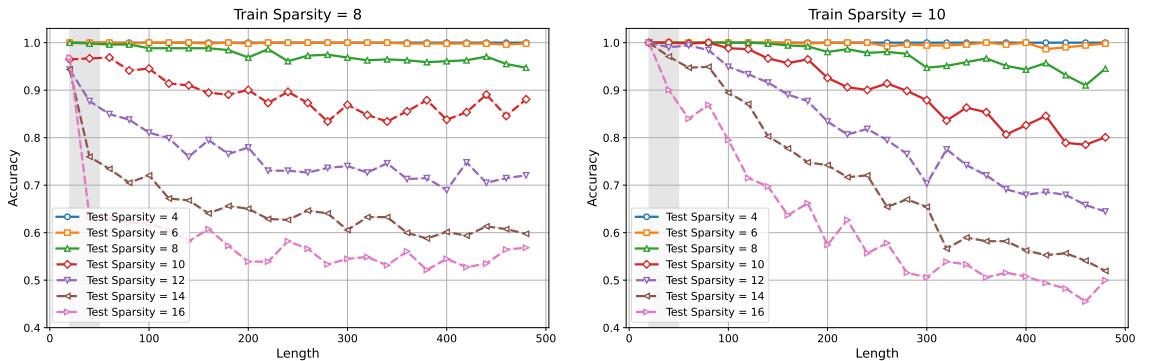 Train Sparsity = 8
Accuracy
1.0
0.9
0.8
0.7
0.6
0.5
0.4
Test Sparsity = 4
Test Sparsity = 6
Test Sparsity = 8
Test Sparsity = 10
Test Sparsity = 12
Test Sparsity = 14
Test Sparsity = 16
0 100 200 300 400 500
Length
Train Sparsity = 10
Accuracy
1.0
0.9
0.8
0.7
0.6
0.5
0.4
Test Sparsity = 4
Test Sparsity = 6
Test Sparsity = 8
Test Sparsity = 10
Test Sparsity = 12
Test Sparsity = 14
Test Sparsity = 16
0 100 200 300 400 500
Length